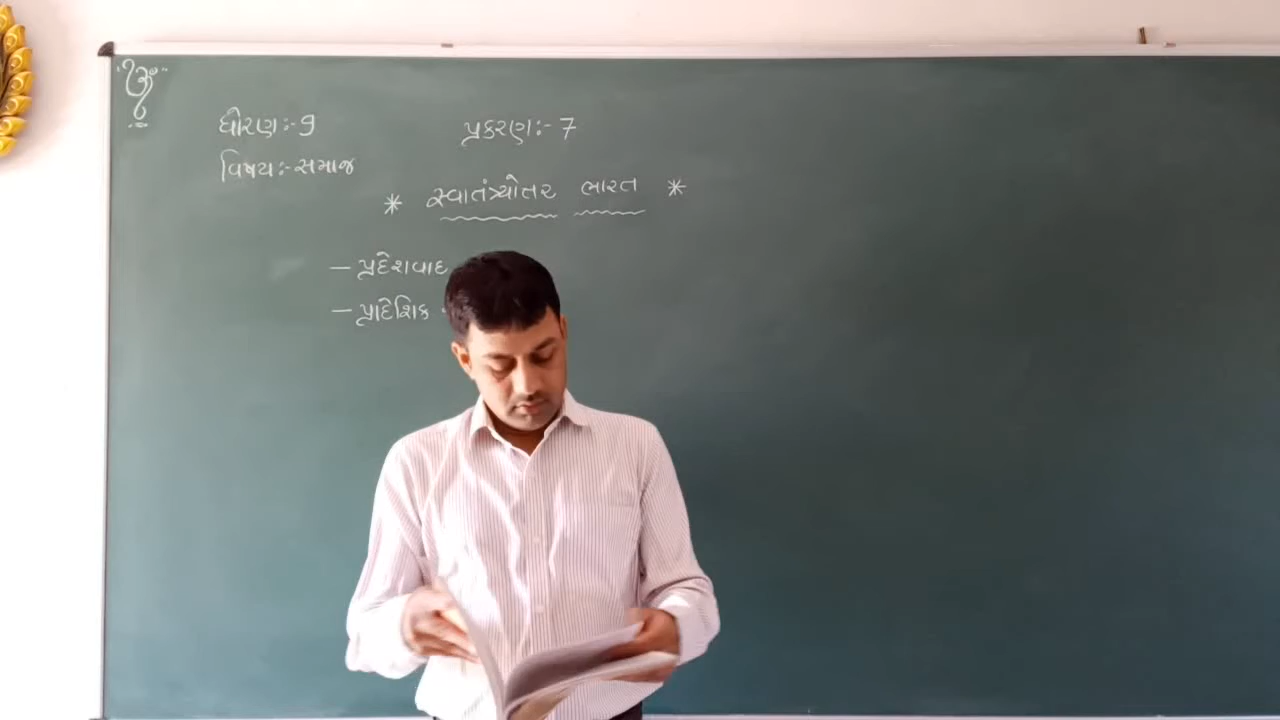 ૐ
ધોરણ:-9 પ્રકરણ:- 7
વિષય:-સમાજ
* સ્વાતંત્ર્યોતર ભારત *
– પ્રદેશવાદ
– પ્રાદેશિક